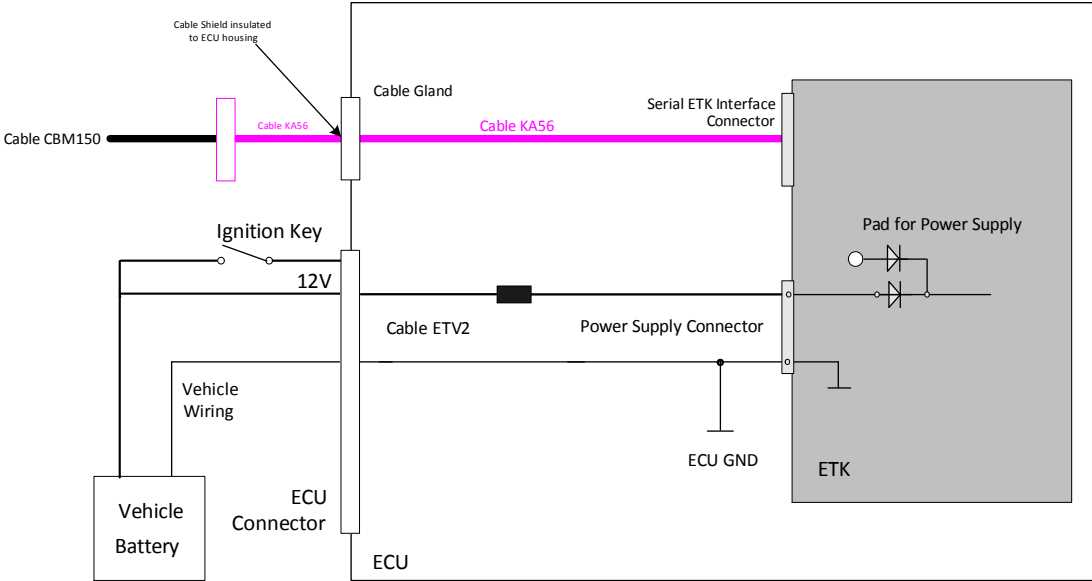 Cable Shield insulated
to ECU housing
Cable Gland
Serial ETK Interface
Connector
Cable CBM150
Cable KA56
Cable KA56
Pad for Power Supply
Ignition Key
12V
Cable ETV2
Power Supply Connector
Vehicle
Wiring
ECU GND
ETK
ECU
Connector
Vehicle
Battery
ECU